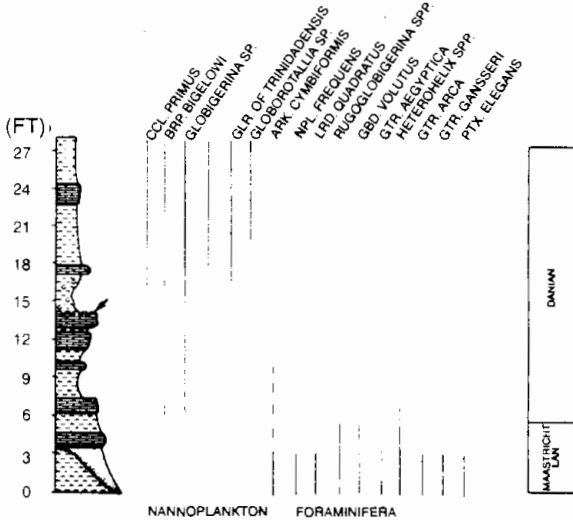 CCL. PRIMUS
BRP. BIGELOWI
GLOBIGERINA SP.
GLR OF TRINIDADENSIS
GLOBOROTALLIA SP.
ARK. CYMBIFORMIS
NPL. FREQUENS
LRD. QUADRATUS
RUGOGLOBIGERINA SPP.
GBD. VOLUTUS
GTR. AEGYPTICA
HETEROHELIX SPP.
GTR. ARCA
GTR. GANSSERI
PTX. ELEGANS
(FT)
27
24
21
18
15
12
9
6
3
0
DANIAN
MAASTRICHT
IAN
NANNOPLANKTON FORAMINIFERA